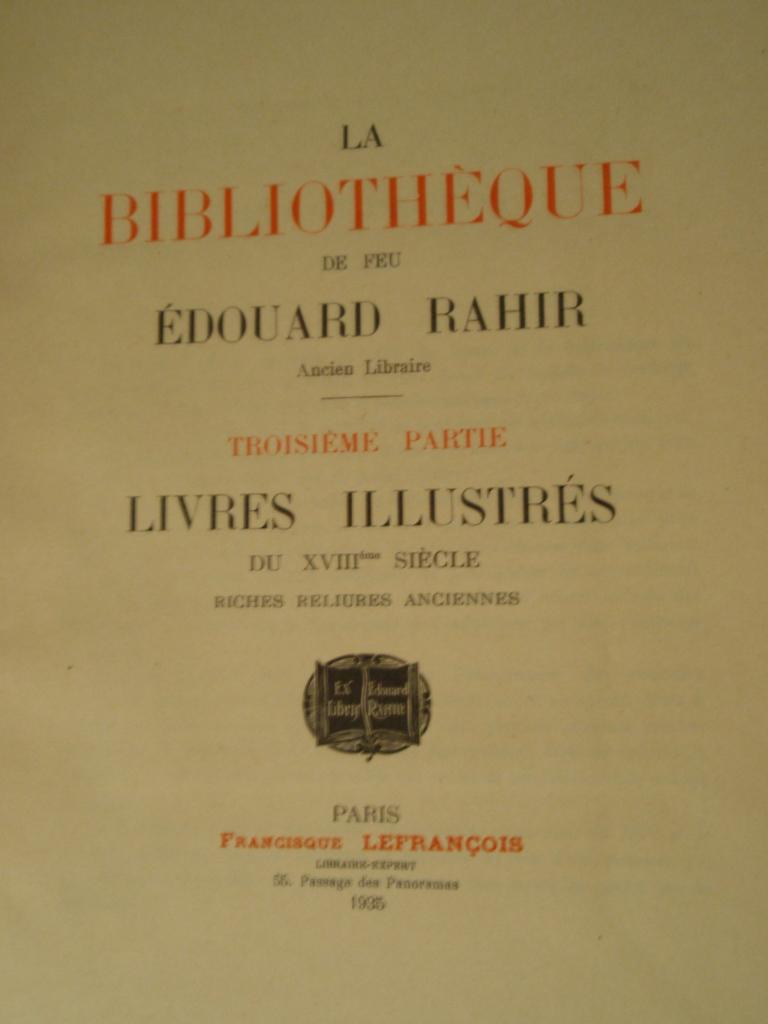 LA
BIBLIOTHÈQUE
DE FEU
ÉDOUARD RAHIR
Ancien Libraire
TROISIÈME PARTIE
LIVRES ILLUSTRÉS
DU XVIIIème SIÈCLE
RICHES RELIURES ANCIENNES
Ex Edouard
Libris RAHIR
PARIS
FRANCISQUE LEFRANÇOIS
LIBRAIRE-EXPERT
55. Passage des Panoramas
1935